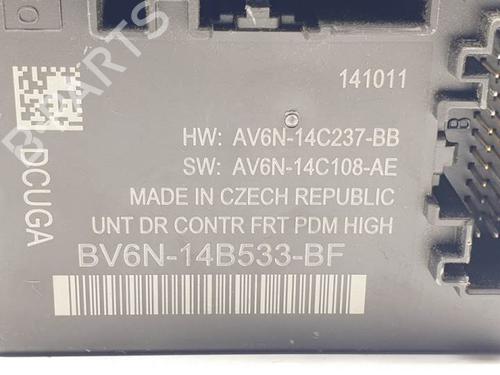 141011
HW: AV6N-14C237-BB
SW: AV6N-14C108-AE
MADE IN CZECH REPUBLIC
UNT DR CONTR FRT PDM HIGH
BV6N-14B533-BF
DCUGA
B